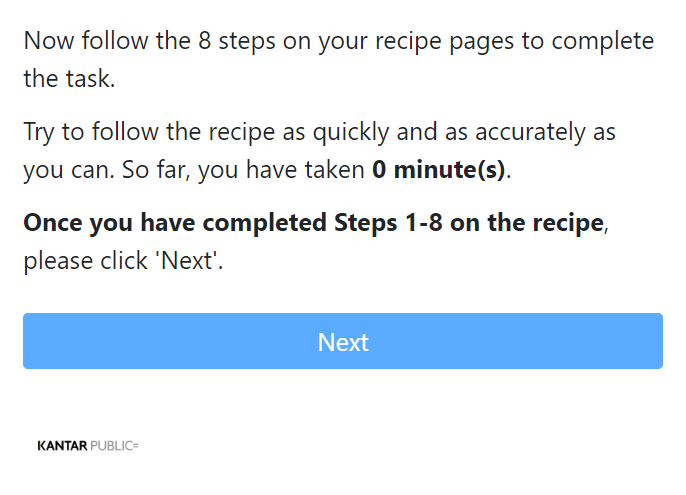 Now follow the 8 steps on your recipe pages to complete
the task.
Try to follow the recipe as quickly and as accurately as
you can. So far, you have taken 0 minute(s).
Once you have completed Steps 1-8 on the recipe,
please click 'Next'.
Next
KANTAR PUBLIC=